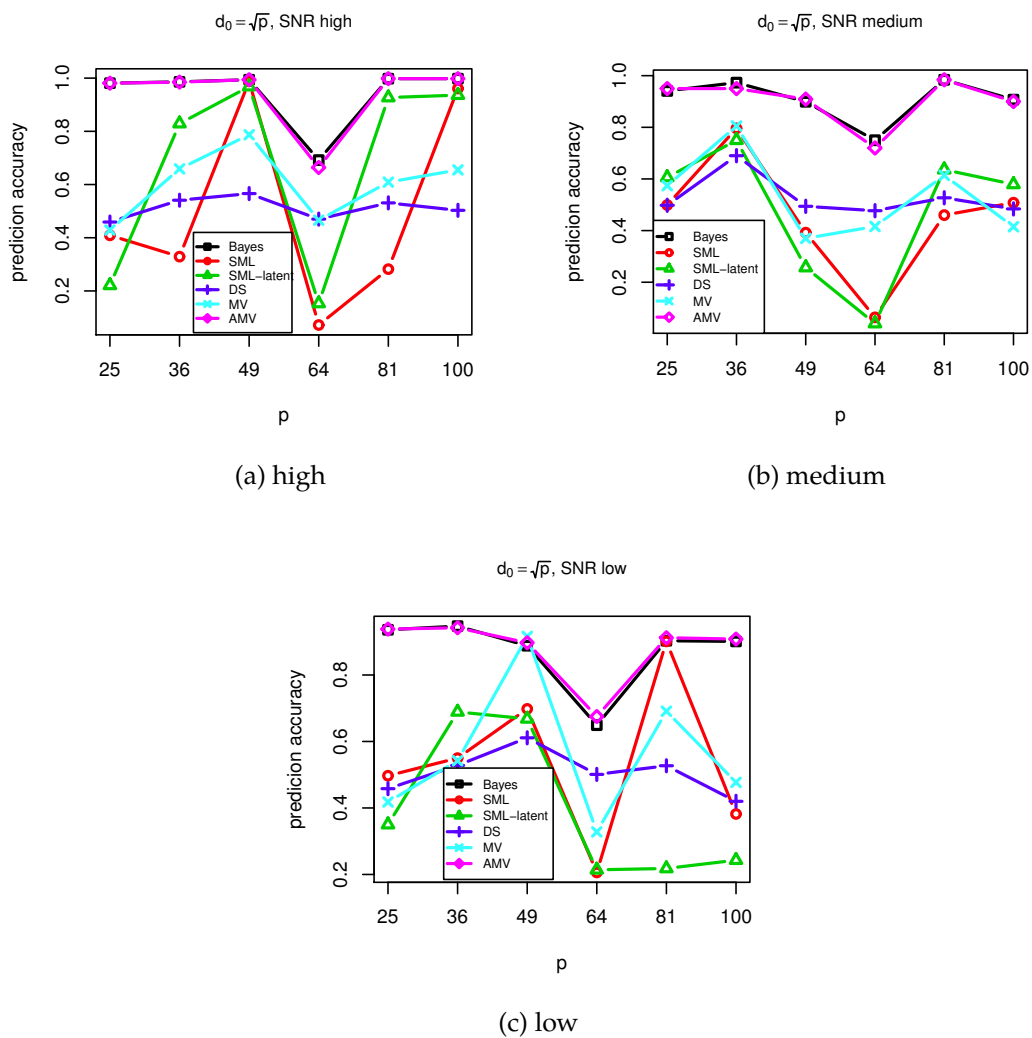 d₀ = √p, SNR high
predicion accuracy
1.0
0.8
0.6
0.4
0.2
Bayes
SML
SML−latent
DS
MV
AMV
25 36 49 64 81 100
p
(a) high
d₀ = √p, SNR medium
predicion accuracy
1.0
0.8
0.6
0.4
0.2
Bayes
SML
SML−latent
DS
MV
AMV
25 36 49 64 81 100
p
(b) medium
d₀ = √p, SNR low
predicion accuracy
0.8
0.6
0.4
0.2
Bayes
SML
SML−latent
DS
MV
AMV
25 36 49 64 81 100
p
(c) low